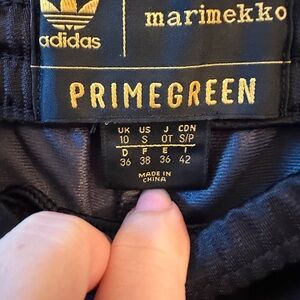 adidas
marimekko
PRIMEGREEN
UK US J CDN
10 S OT S/P
D F E I
36 38 36 42
MADE IN
CHINA